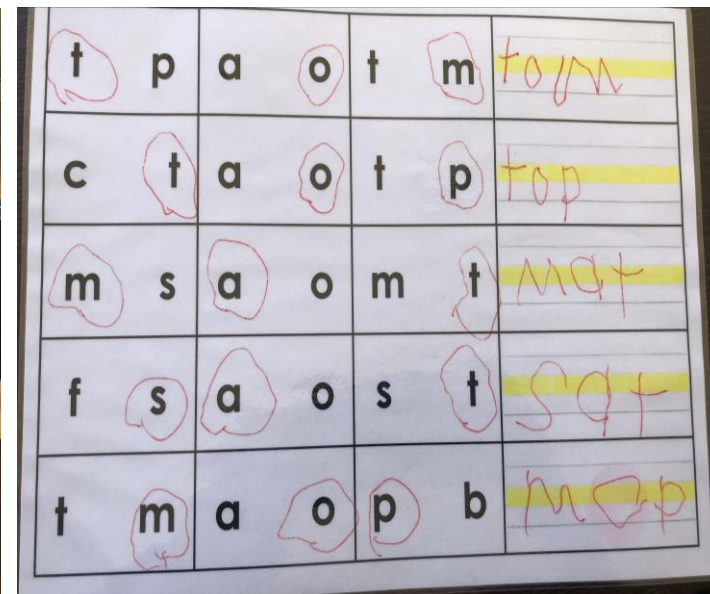 t p a o t m tom
c t a o t p top
m s a o m t mat
f s a o s t sat
t m a o p b mop